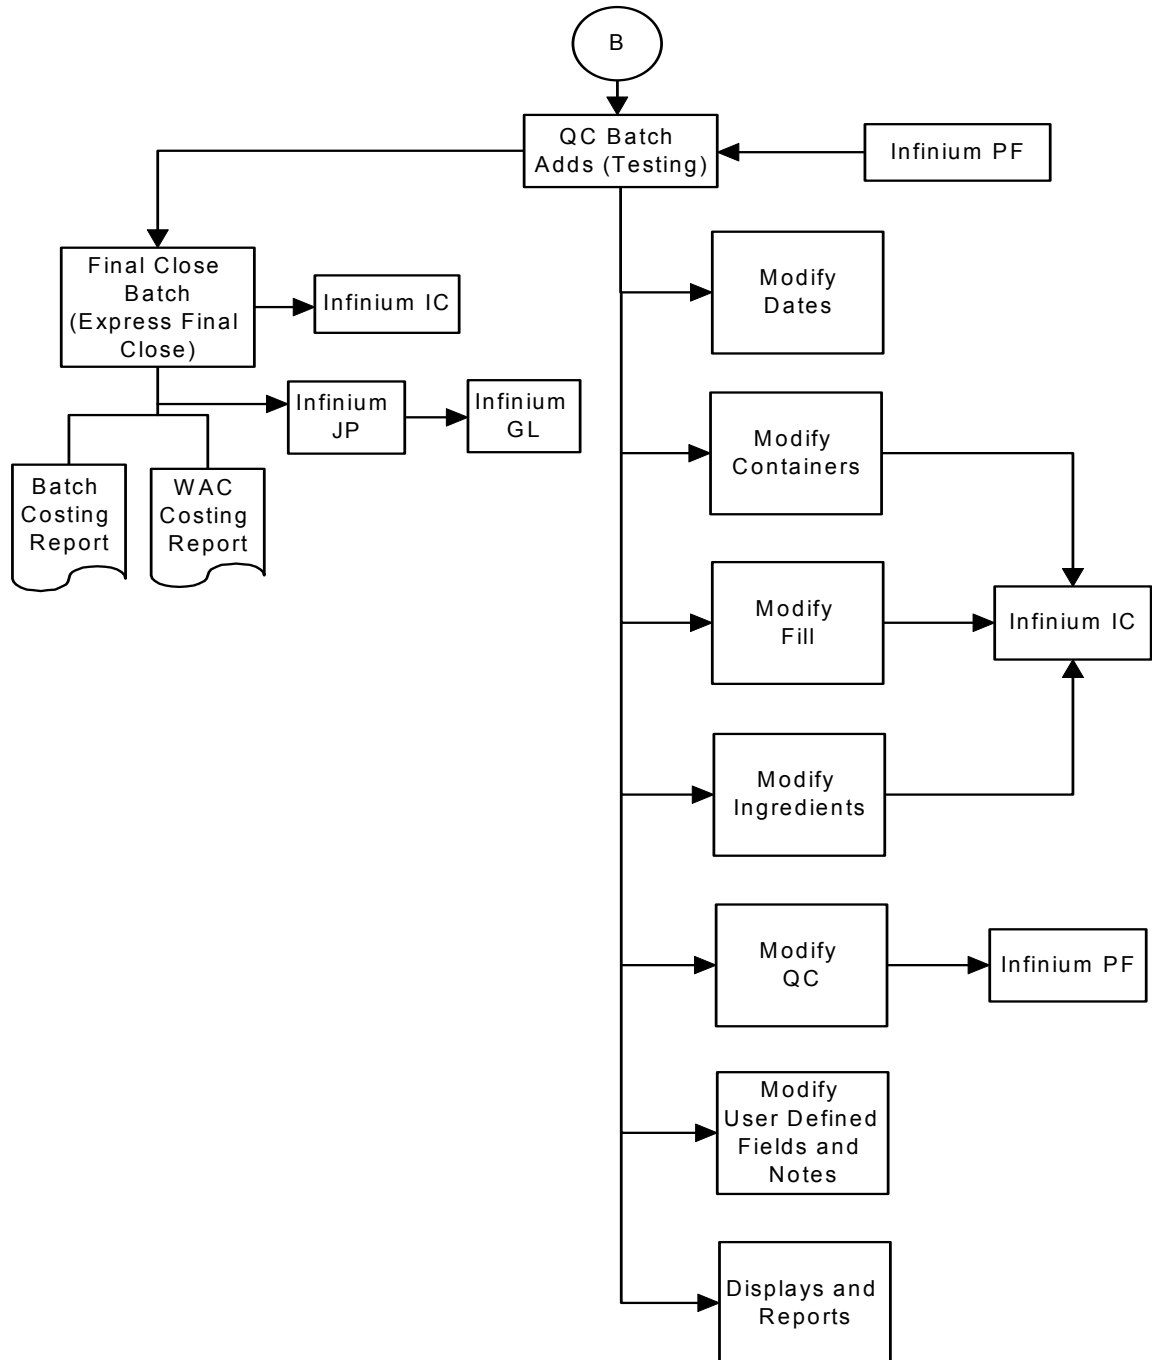 B
QC Batch
Adds (Testing)
Infinium PF
Final Close
Batch
(Express Final
Close)
Infinium IC
Modify
Dates
Infinium
JP
Infinium
GL
Batch
Costing
Report
WAC
Costing
Report
Modify
Containers
Modify
Fill
Infinium IC
Modify
Ingredients
Modify
QC
Infinium PF
Modify
User Defined
Fields and
Notes
Displays and
Reports